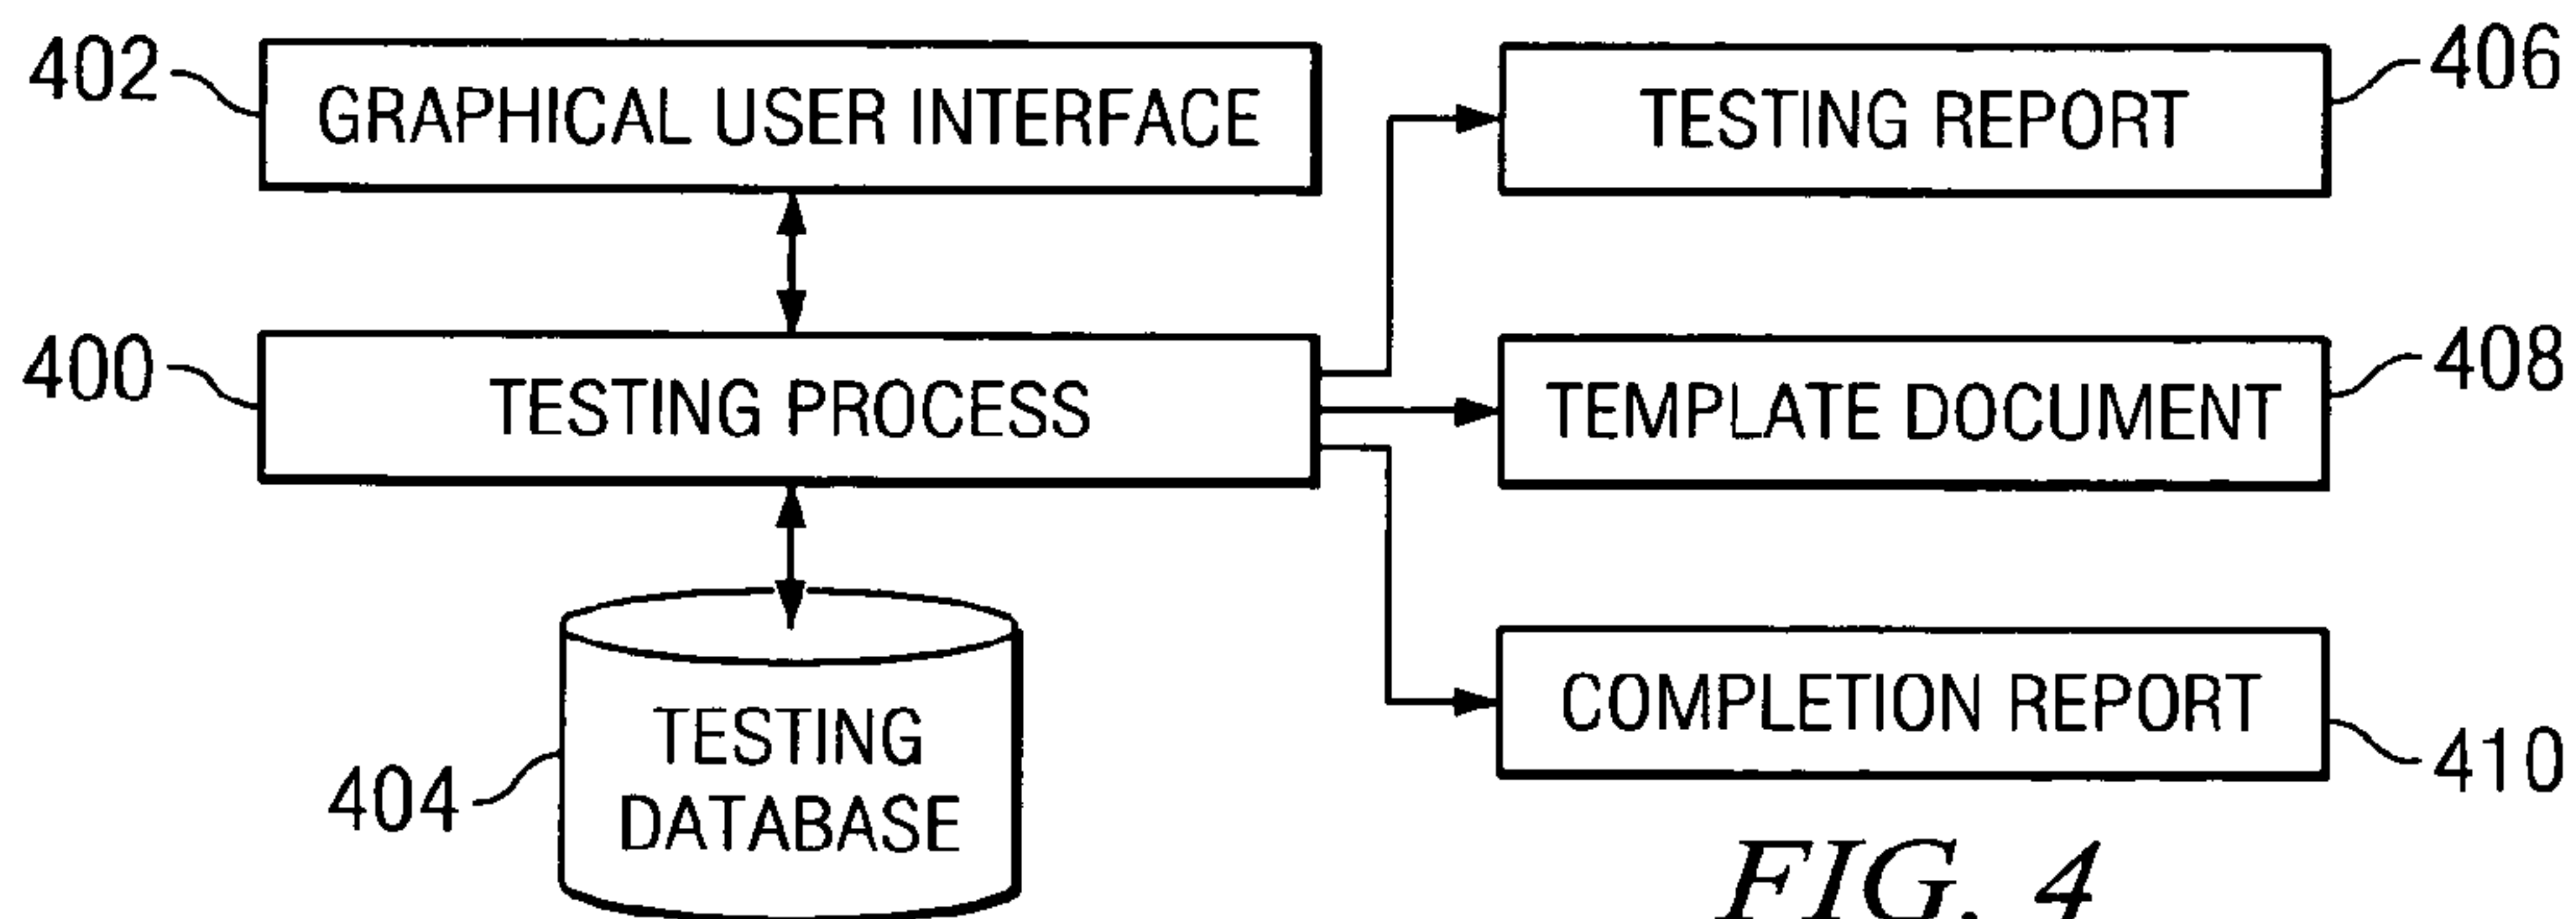 402
GRAPHICAL USER INTERFACE
TESTING REPORT
406
400
TESTING PROCESS
TEMPLATE DOCUMENT
408
404
TESTING
DATABASE
COMPLETION REPORT
410
FIG. 4